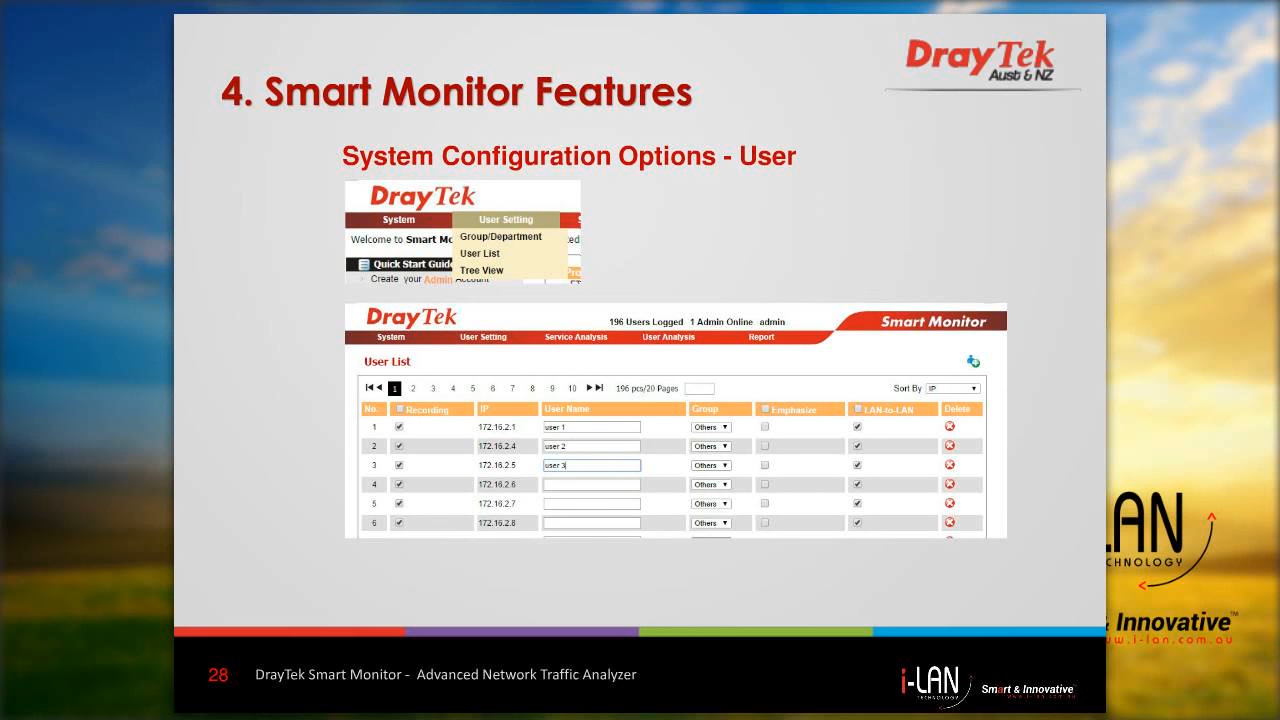 DrayTek
Aust & NZ
4. Smart Monitor Features
System Configuration Options - User
DrayTek
System User Setting
Group/Department
User List
Tree View
Welcome to Smart Mo
Quick Start Guide
Create your Admin Account
DrayTek
196 Users Logged 1 Admin Online admin
Smart Monitor
System User Setting Service Analysis User Analysis Report
User List
1 2 3 4 5 6 7 8 9 10 196 pcs/20 Pages Sort By IP
No. Recording IP User Name Group Emphasize LAN-to-LAN Delete
1 172.16.2.1 user 1 Others
2 172.16.2.4 user 2 Others
3 172.16.2.5 user 3 Others
4 172.16.2.6 Others
5 172.16.2.7 Others
6 172.16.2.8 Others
28 DrayTek Smart Monitor - Advanced Network Traffic Analyzer
i-LAN
TECHNOLOGY
Smart & Innovative
LAN
CHNOLOGY
& Innovative™
w.i-lan.com.au